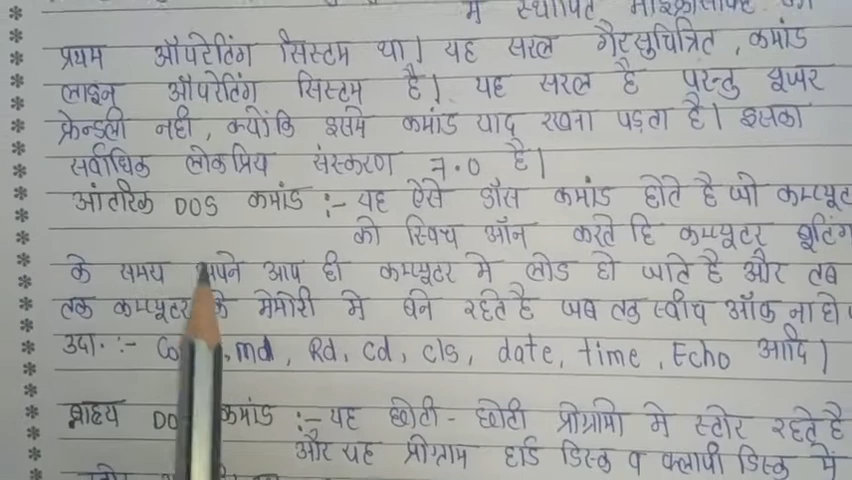 में स्थापित माइक्रोसॉफ्ट का
प्रथम ऑपरेटिंग सिस्टम था। यह सरल गैरसुचित्रित, कमांड
लाइन ऑपरेटिंग सिस्टम है। यह सरल है परन्तु यूजर
फ्रेन्डली नही, क्योंकि इसमे कमांड याद रखना पड़ता है। इसका
सर्वाधिक लोकप्रिय संस्करण 7.0 है।
आंतरिक DOS कमांड :- यह ऐसे डॉस कमांड होते है जो कम्प्यूटर
को स्विच ऑन करते हि कम्प्यूटर बूटिंग
के समय अपने आप ही कम्प्यूटर मे लोड हो जाते है और तब
तक कम्प्यूटर के मेमोरी मे बने रहते है जब तक स्वीच ऑफ ना हो।
उदा. :- , md, Rd, cd, cls, date, time, Echo आदि।
बाह्य कमांड :- यह छोटी-छोटी प्रोग्रामो मे स्टोर रहते है
और यह प्रोग्राम हार्ड डिस्क व फ्लापी डिस्क में